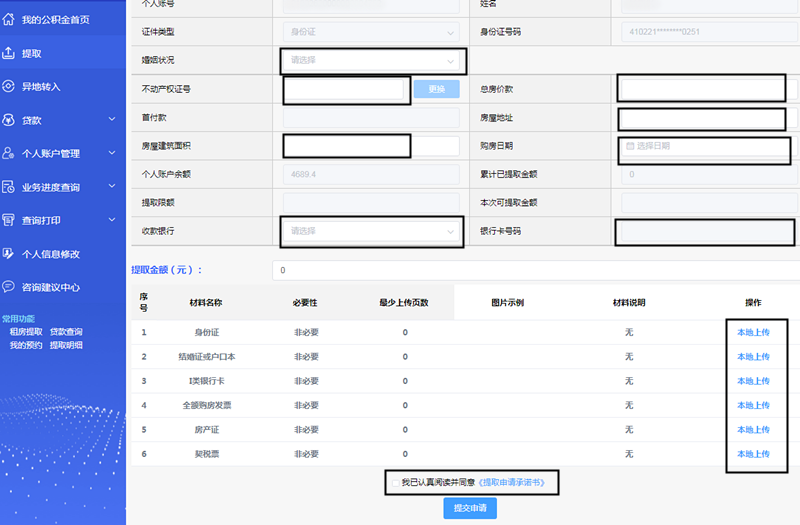 我的公积金首页
提取
异地转入
贷款
个人账户管理
业务进度查询
查询打印
个人信息修改
咨询建议中心
常用功能
租房提取 贷款查询
我的预约 提取明细
个人账号 姓名
证件类型 身份证 身份证号码 410221********0251
婚姻状况 请选择
不动产权证号 更换 总房价款
首付款 房屋地址
房屋建筑面积 购房日期 选择日期
个人账户余额 4689.4 累计已提取金额 0
提取限额 本次可提取金额
收款银行 请选择 银行卡号码
提取金额（元）： 0
序号 材料名称 必要性 最少上传页数 图片示例 材料说明 操作
1 身份证 非必要 0 无 本地上传
2 结婚证或户口本 非必要 0 无 本地上传
3 I类银行卡 非必要 0 无 本地上传
4 全额购房发票 非必要 0 无 本地上传
5 房产证 非必要 0 无 本地上传
6 契税票 非必要 0 无 本地上传
我已认真阅读并同意《提取申请承诺书》
提交申请